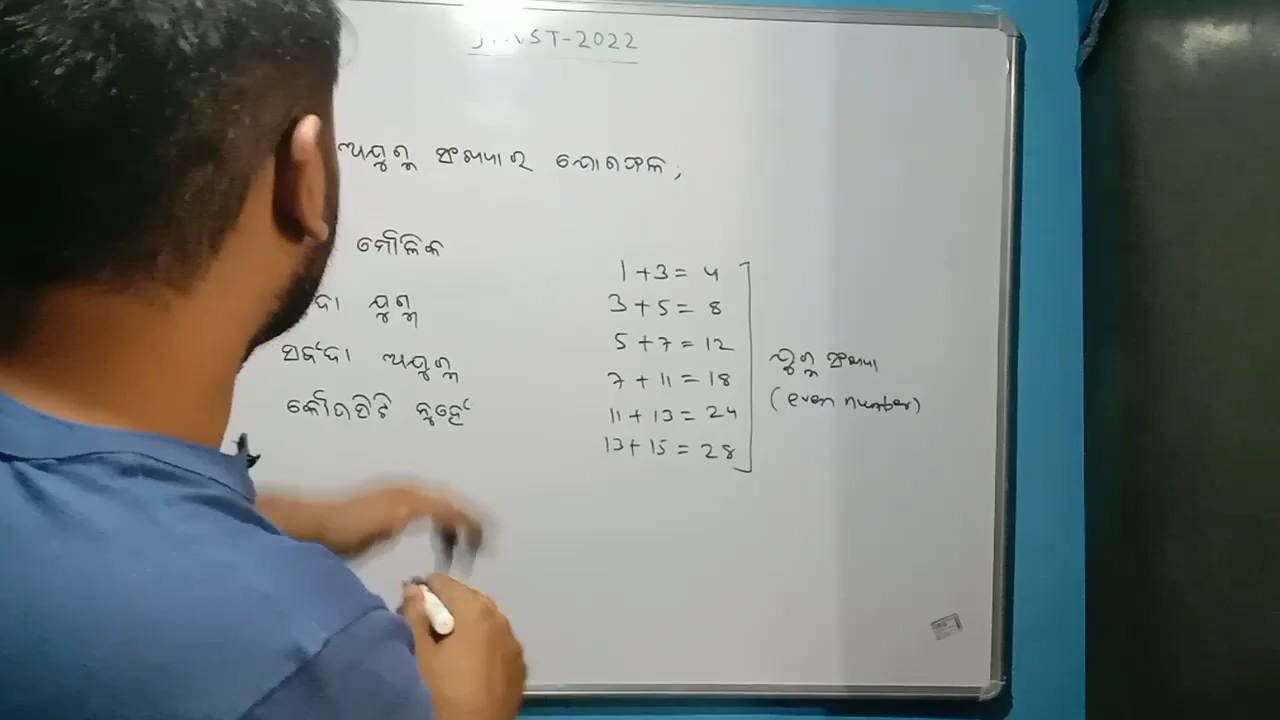 ST-2022
ଅଯୁଗ୍ମ ସଂଖ୍ୟାର ଯୋଗଫଳ,
ମୌଳିକ
ଦା ଯୁଗ୍ମ
ସର୍ବଦା ଅଯୁଗ୍ମ
କୌଣସିଟି ନୁହେଁ
1+3= 4
3+5= 8
5+7=12
7+11=18
11+13=24
13+15=28
ଯୁଗ୍ମ ସଂଖ୍ୟା
(even number)